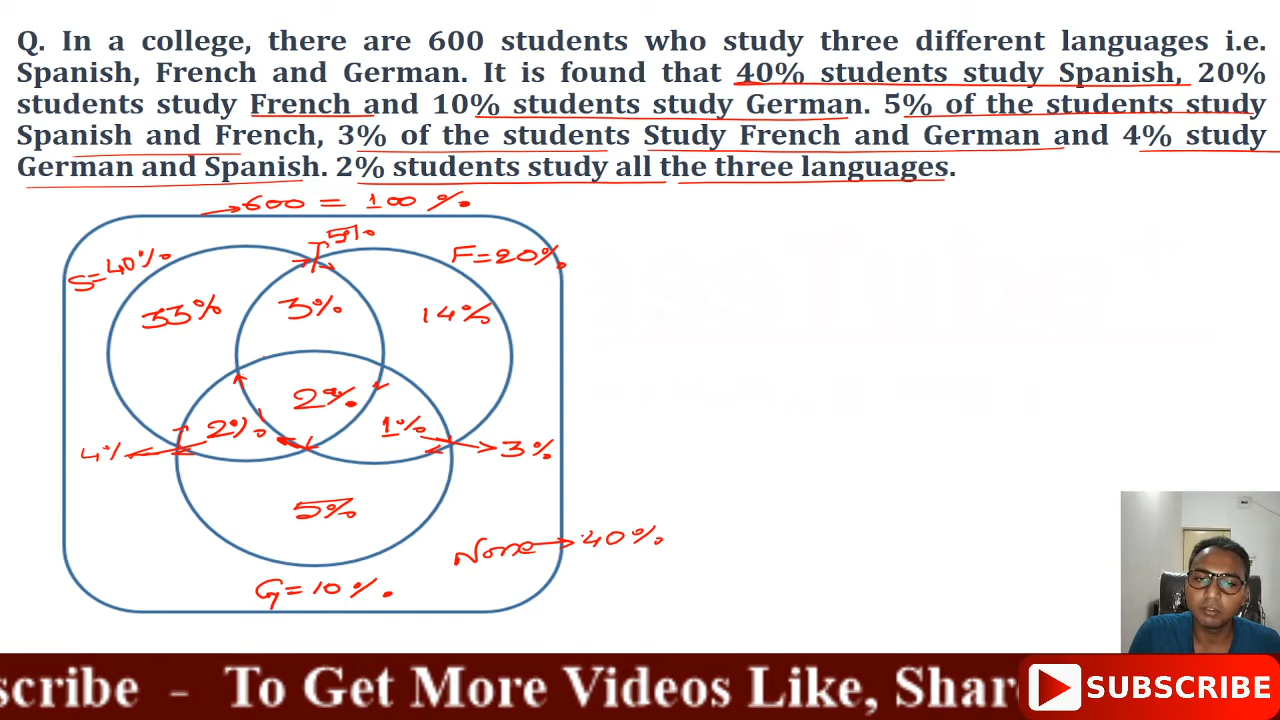 Q. In a college, there are 600 students who study three different languages i.e.
Spanish, French and German. It is found that 40% students study Spanish, 20%
students study French and 10% students study German. 5% of the students study
Spanish and French, 3% of the students Study French and German and 4% study
German and Spanish. 2% students study all the three languages.
600 = 100 %.
5%
S=40%
F=20%
33%
3%
14%
2%
2%
1%
4%
3%
5%
None 40%
G=10%.
scribe - To Get More Videos Like, Shar
SUBSCRIBE